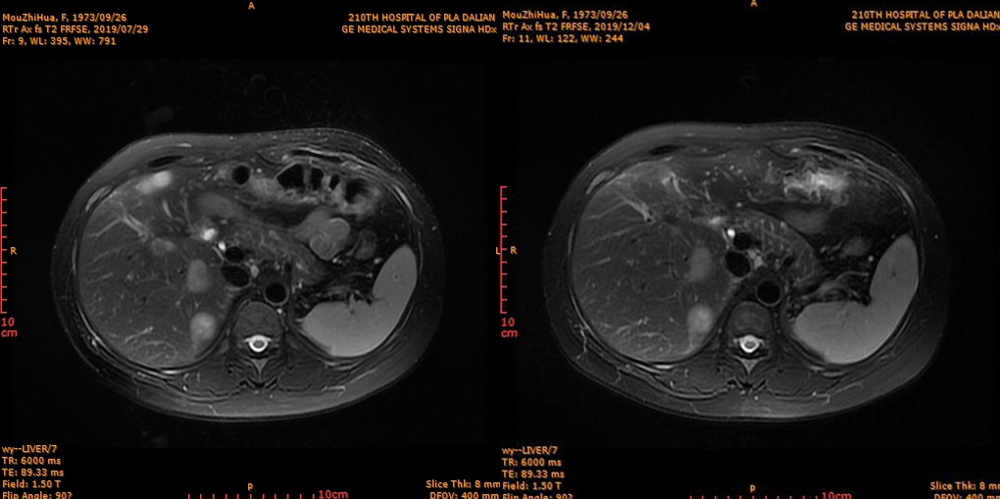 A
MouZhiHua, F, 1973/09/26
RTr Ax fs T2 FRFSE, 2019/07/29
Fr: 9, WL: 395, WW: 791
210TH HOSPITAL OF PLA DALIAN
GE MEDICAL SYSTEMS SIGNA HDx
R
L
10
cm
wy--LIVER/7
TR: 6000 ms
TE: 89.33 ms
Field: 1.50 T
Flip Angle: 90?
P
10cm
Slice Thk: 8 mm
DFOV: 400 mm
A
MouZhiHua, F, 1973/09/26
RTr Ax fs T2 FRFSE, 2019/12/04
Fr: 11, WL: 122, WW: 244
210TH HOSPITAL OF PLA DALIAN
GE MEDICAL SYSTEMS SIGNA HDx
R
10
cm
wy--LIVER/7
TR: 6000 ms
TE: 89.33 ms
Field: 1.50 T
Flip Angle: 90?
P
10cm
Slice Thk: 8 mm
DFOV: 400 mm